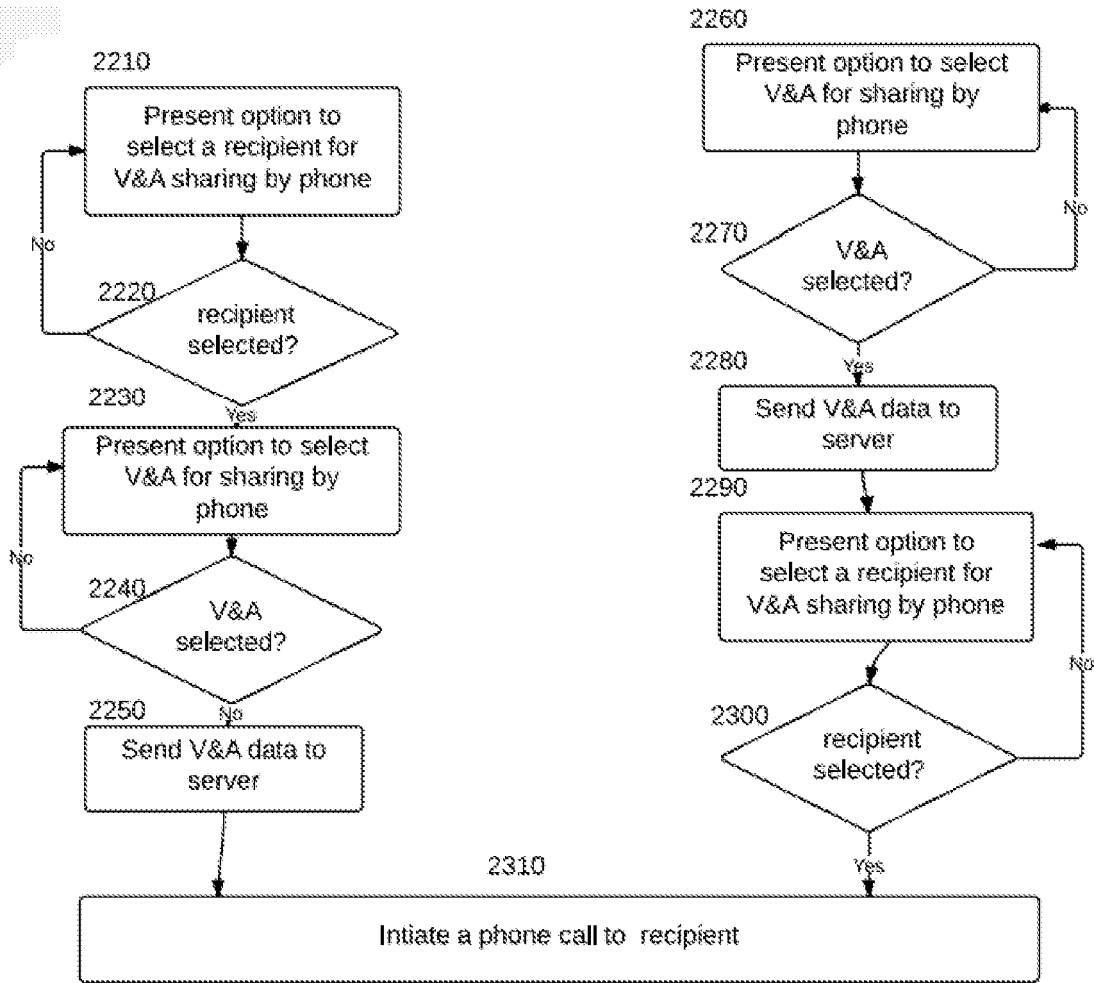 2210
Present option to
select a recipient for
V&A sharing by phone
No
2220
recipient
selected?
2230
Yes
Present option to select
V&A for sharing by
phone
No
2240
V&A
selected?
2250
No
Send V&A data to
server
2260
Present option to select
V&A for sharing by
phone
No
2270
V&A
selected?
2280
Yes
Send V&A data to
server
2290
Present option to
select a recipient for
V&A sharing by phone
No
2300
recipient
selected?
Yes
2310
Intiate a phone call to recipient